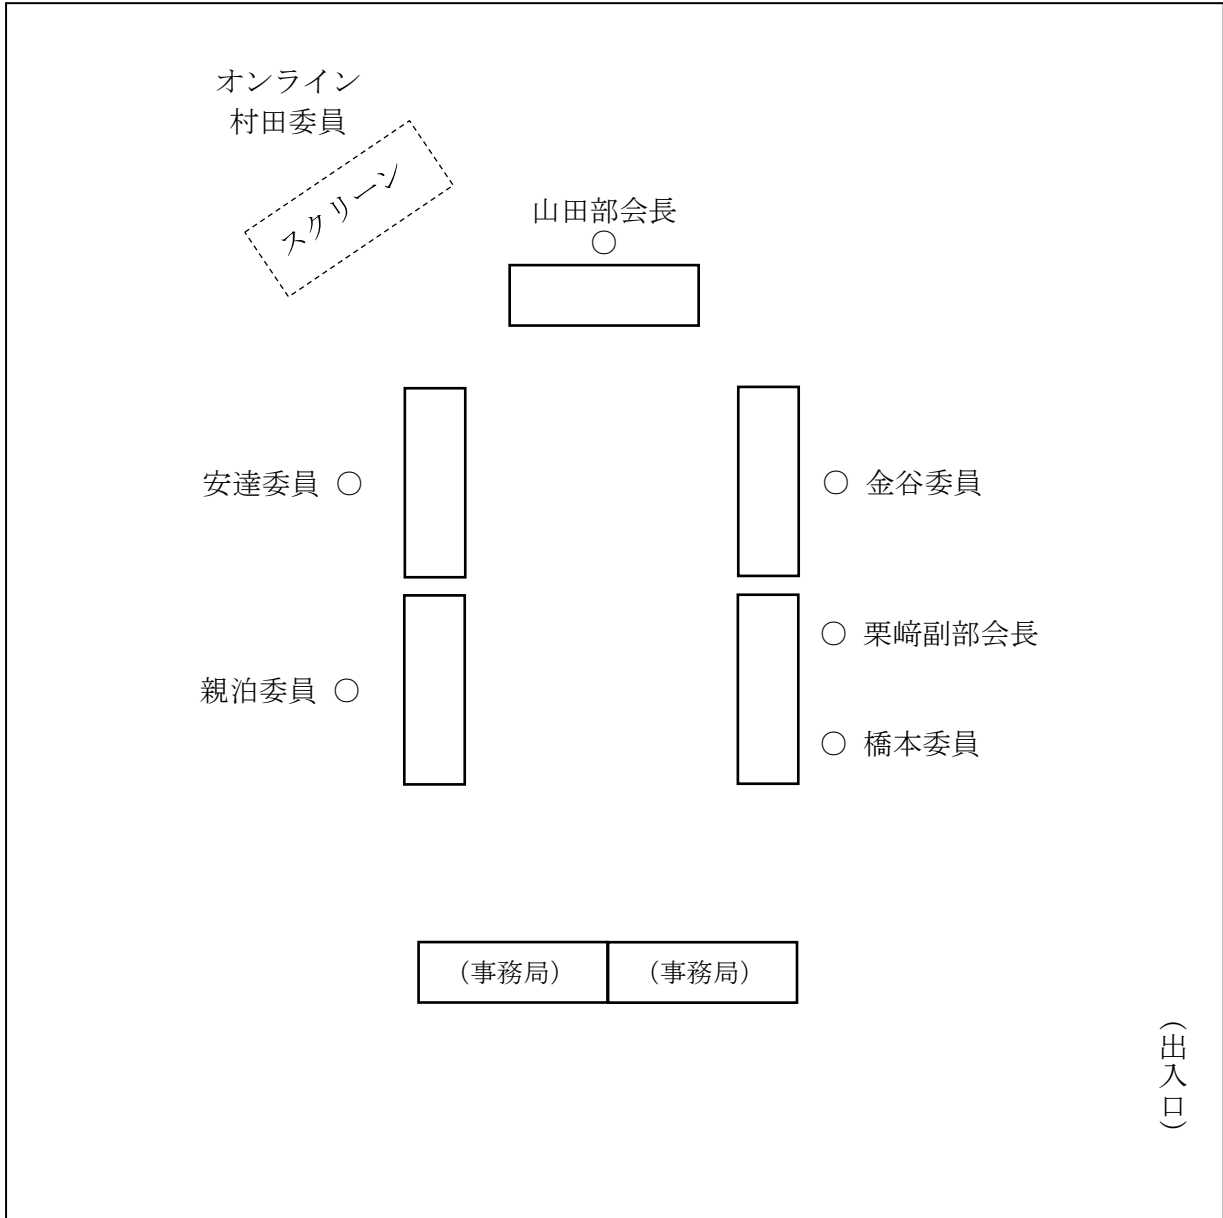 オンライン
村田委員
スクリーン
山田部会長
○
安達委員 ○
○ 金谷委員
○ 栗﨑副部会長
親泊委員 ○
○ 橋本委員
（事務局） （事務局）
（出入口）